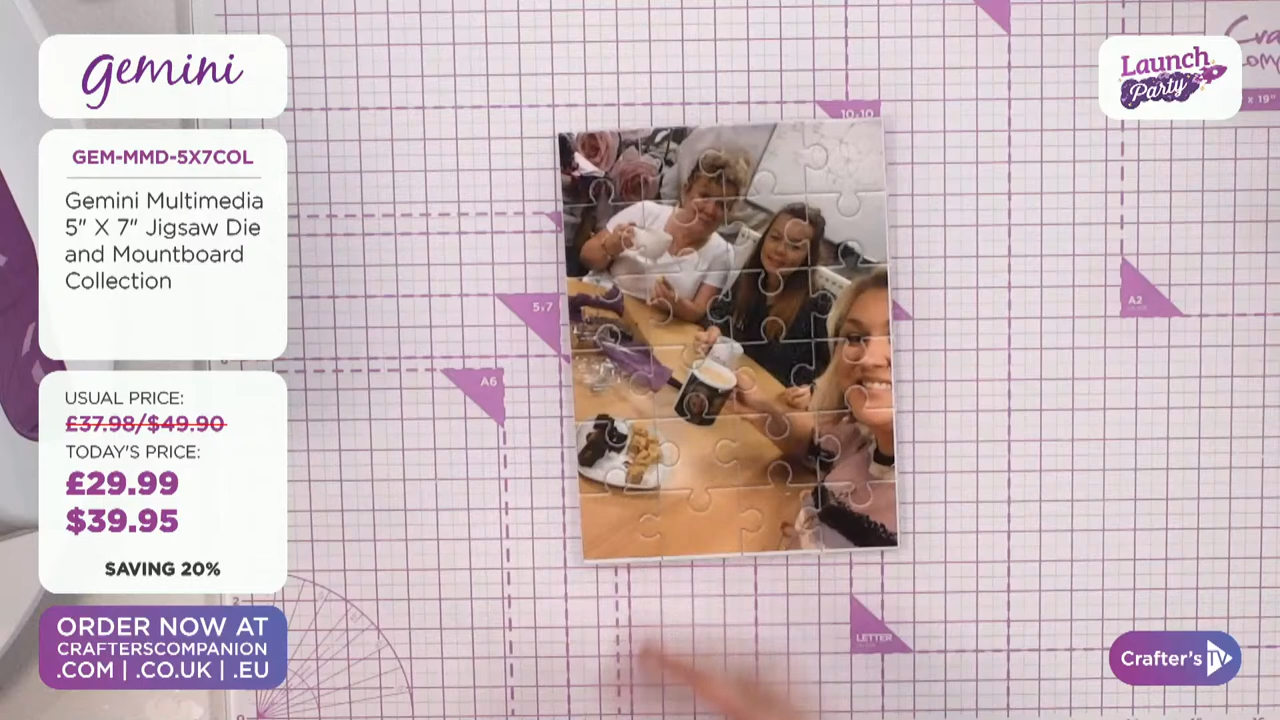 gemini
GEM-MMD-5X7COL
Gemini Multimedia
5" X 7" Jigsaw Die
and Mountboard
Collection
USUAL PRICE:
£37.98/$49.90
TODAY'S PRICE:
£29.99
$39.95
SAVING 20%
ORDER NOW AT
CRAFTERSCOMPANION
.COM | .CO.UK | .EU
Launch
Party
x 19"
10x10
5x7
A6
A2
LETTER
Crafter's TV